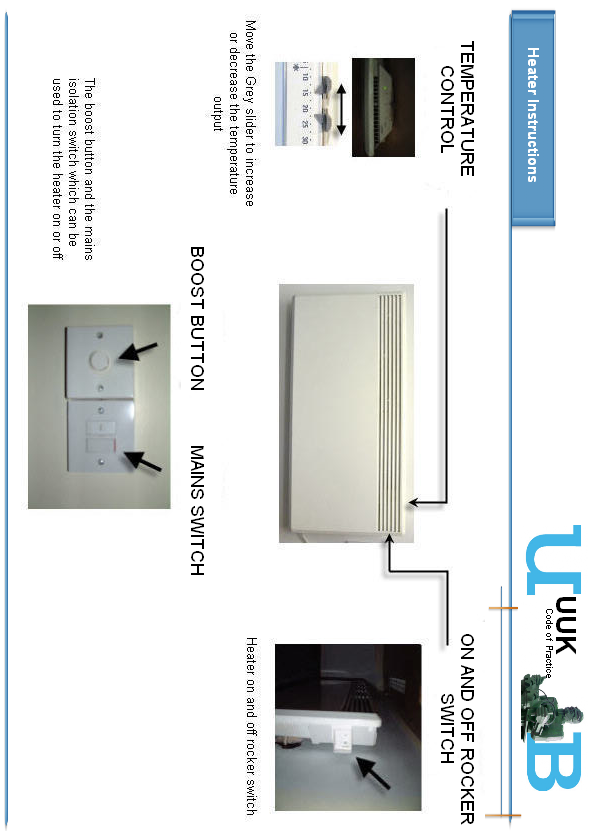 Heater Instructions
U
UUK
Code of Practice
B
TEMPERATURE
CONTROL
ON AND OFF ROCKER
SWITCH
10 15 20 25 30
Move the Grey slider to increase
or decrease the temperature
output
Heater on and off rocker switch
BOOST BUTTON
MAINS SWITCH
The boost button and the mains
isolation switch which can be
used to turn the heater on or off